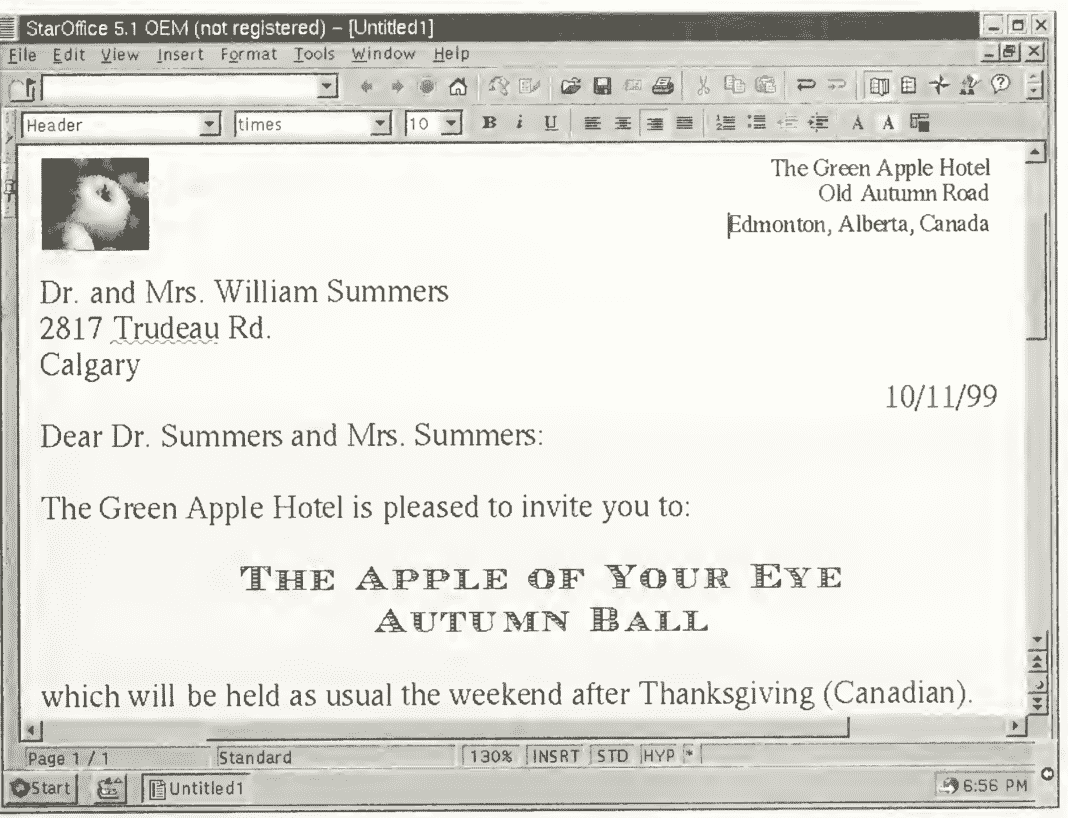 StarOffice 5.1 OEM (not registered) – [Untitled1]
File Edit View Insert Format Tools Window Help
Header times 10 B i U A A
The Green Apple Hotel
Old Autumn Road
Edmonton, Alberta, Canada
Dr. and Mrs. William Summers
2817 Trudeau Rd.
Calgary
10/11/99
Dear Dr. Summers and Mrs. Summers:
The Green Apple Hotel is pleased to invite you to:
THE APPLE OF YOUR EYE
AUTUMN BALL
which will be held as usual the weekend after Thanksgiving (Canadian).
Page 1 / 1 Standard 130% INSRT STD HYP *
Start Untitled1 6:56 PM